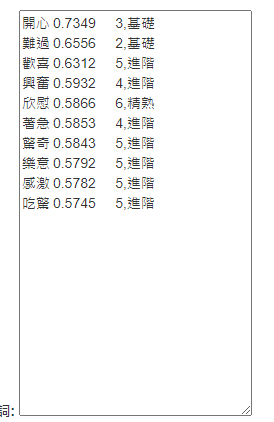 開心 0.7349 3,基礎
難過 0.6556 2,基礎
歡喜 0.6312 5,進階
興奮 0.5932 4,進階
欣慰 0.5866 6,精熟
著急 0.5853 4,進階
驚奇 0.5843 5,進階
樂意 0.5792 5,進階
感激 0.5782 5,進階
吃驚 0.5745 5,進階
詞: